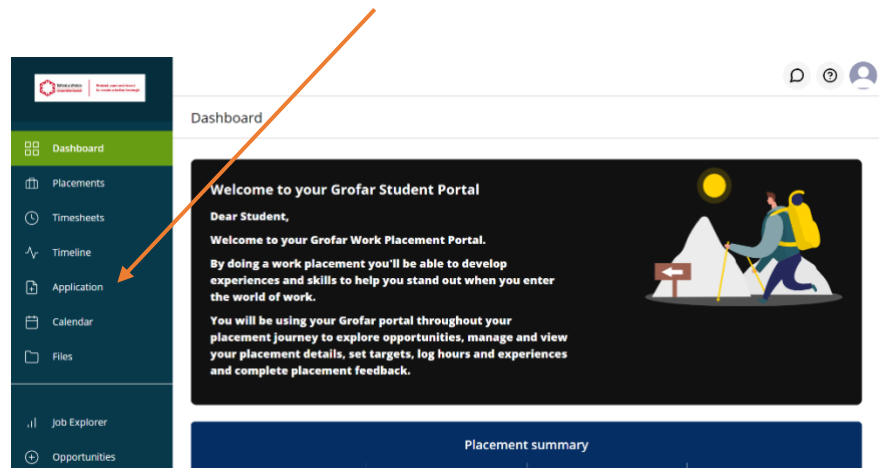 Dashboard
Dashboard
Placements
Timesheets
Timeline
Application
Calendar
Files
Job Explorer
Opportunities
Welcome to your Grofar Student Portal
Dear Student,
Welcome to your Grofar Work Placement Portal.
By doing a work placement you'll be able to develop
experiences and skills to help you stand out when you enter
the world of work.
You will be using your Grofar portal throughout your
placement journey to explore opportunities, manage and view
your placement details, set targets, log hours and experiences
and complete placement feedback.
Placement summary